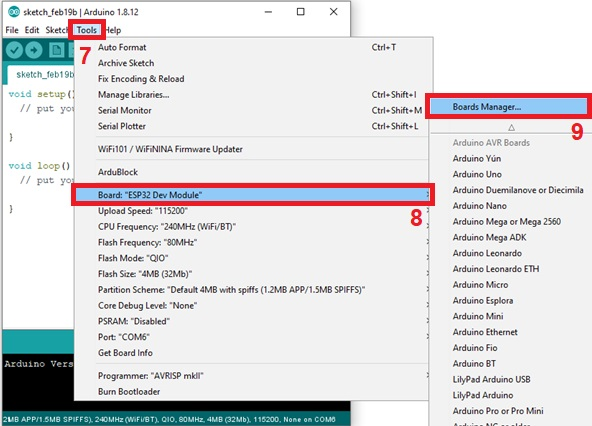 sketch_feb19b | Arduino 1.8.12
File Edit Sketch Tools Help
7
sketch_feb19b
void setup()
// put you
}
void loop()
// put you
}
Auto Format Ctrl+T
Archive Sketch
Fix Encoding & Reload
Manage Libraries... Ctrl+Shift+I
Serial Monitor Ctrl+Shift+M
Serial Plotter Ctrl+Shift+L
WiFi101 / WiFiNINA Firmware Updater
ArduBlock
Board: "ESP32 Dev Module"
8
Upload Speed: "115200"
CPU Frequency: "240MHz (WiFi/BT)"
Flash Frequency: "80MHz"
Flash Mode: "QIO"
Flash Size: "4MB (32Mb)"
Partition Scheme: "Default 4MB with spiffs (1.2MB APP/1.5MB SPIFFS)"
Core Debug Level: "None"
PSRAM: "Disabled"
Port: "COM6"
Get Board Info
Programmer: "AVRISP mkII"
Burn Bootloader
Boards Manager...
9
Arduino AVR Boards
Arduino Yún
Arduino Uno
Arduino Duemilanove or Diecimila
Arduino Nano
Arduino Mega or Mega 2560
Arduino Mega ADK
Arduino Leonardo
Arduino Leonardo ETH
Arduino Micro
Arduino Esplora
Arduino Mini
Arduino Ethernet
Arduino Fio
Arduino BT
LilyPad Arduino USB
LilyPad Arduino
Arduino Pro or Pro Mini
Arduino NG or older
Arduino Vers
2MB APP/1.5MB SPIFFS), 240MHz (WiFi/BT), QIO, 80MHz, 4MB (32Mb), 115200, None on COM6